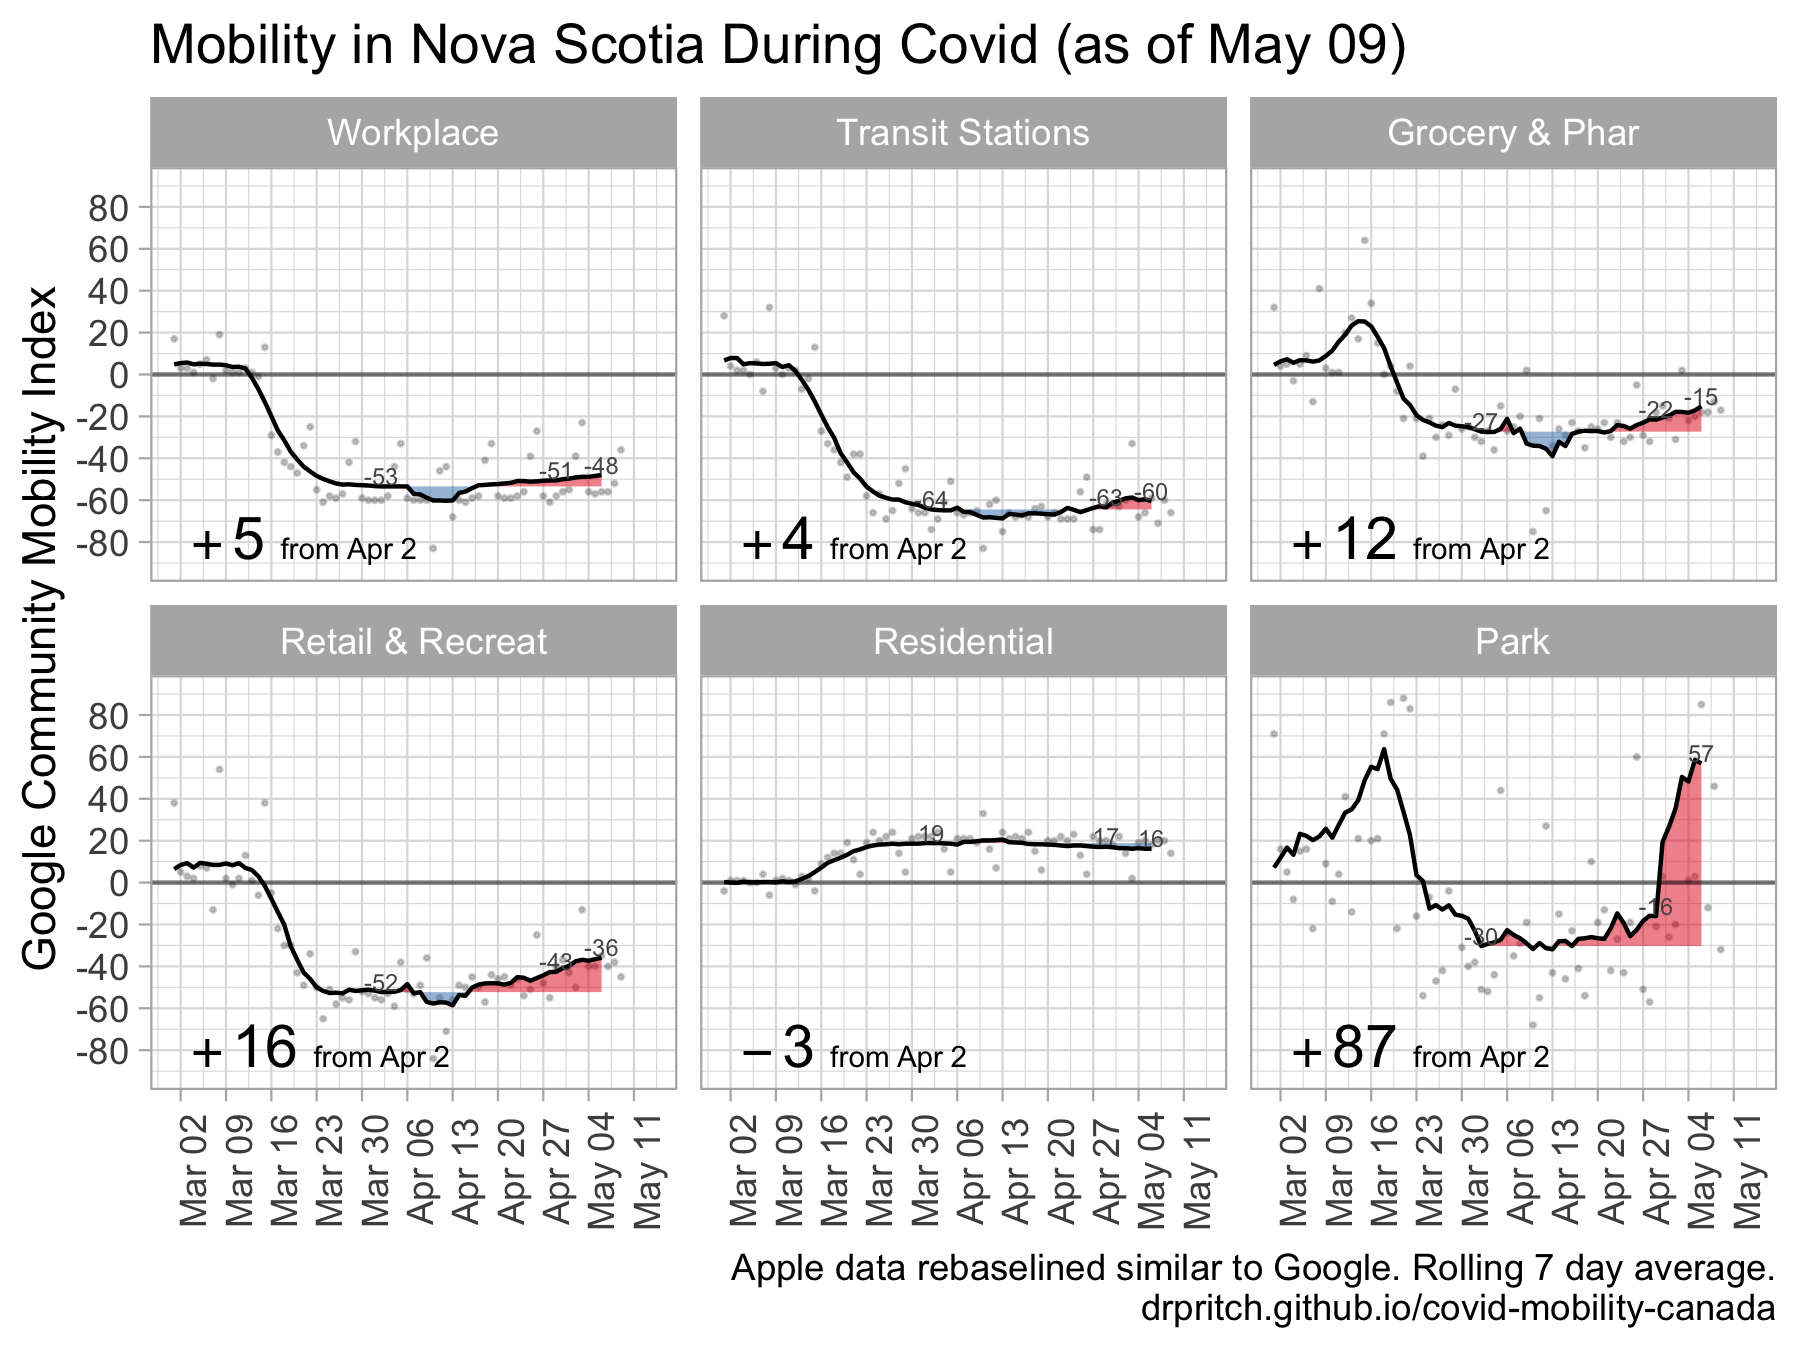 Mobility in Nova Scotia During Covid (as of May 09)
Google Community Mobility Index
Workplace
Transit Stations
Grocery & Phar
80
60
40
20
0
-20
-40
-60
-80
-53
-51
-48
+5 from Apr 2
-64
-63
-60
+4 from Apr 2
-27
-22
-15
+12 from Apr 2
Retail & Recreat
Residential
Park
80
60
40
20
0
-20
-40
-60
-80
-52
-43
-36
+16 from Apr 2
19
17
16
−3 from Apr 2
-30
-16
57
+87 from Apr 2
Mar 02
Mar 09
Mar 16
Mar 23
Mar 30
Apr 06
Apr 13
Apr 20
Apr 27
May 04
May 11
Mar 02
Mar 09
Mar 16
Mar 23
Mar 30
Apr 06
Apr 13
Apr 20
Apr 27
May 04
May 11
Mar 02
Mar 09
Mar 16
Mar 23
Mar 30
Apr 06
Apr 13
Apr 20
Apr 27
May 04
May 11
Apple data rebaselined similar to Google. Rolling 7 day average.
drpritch.github.io/covid-mobility-canada